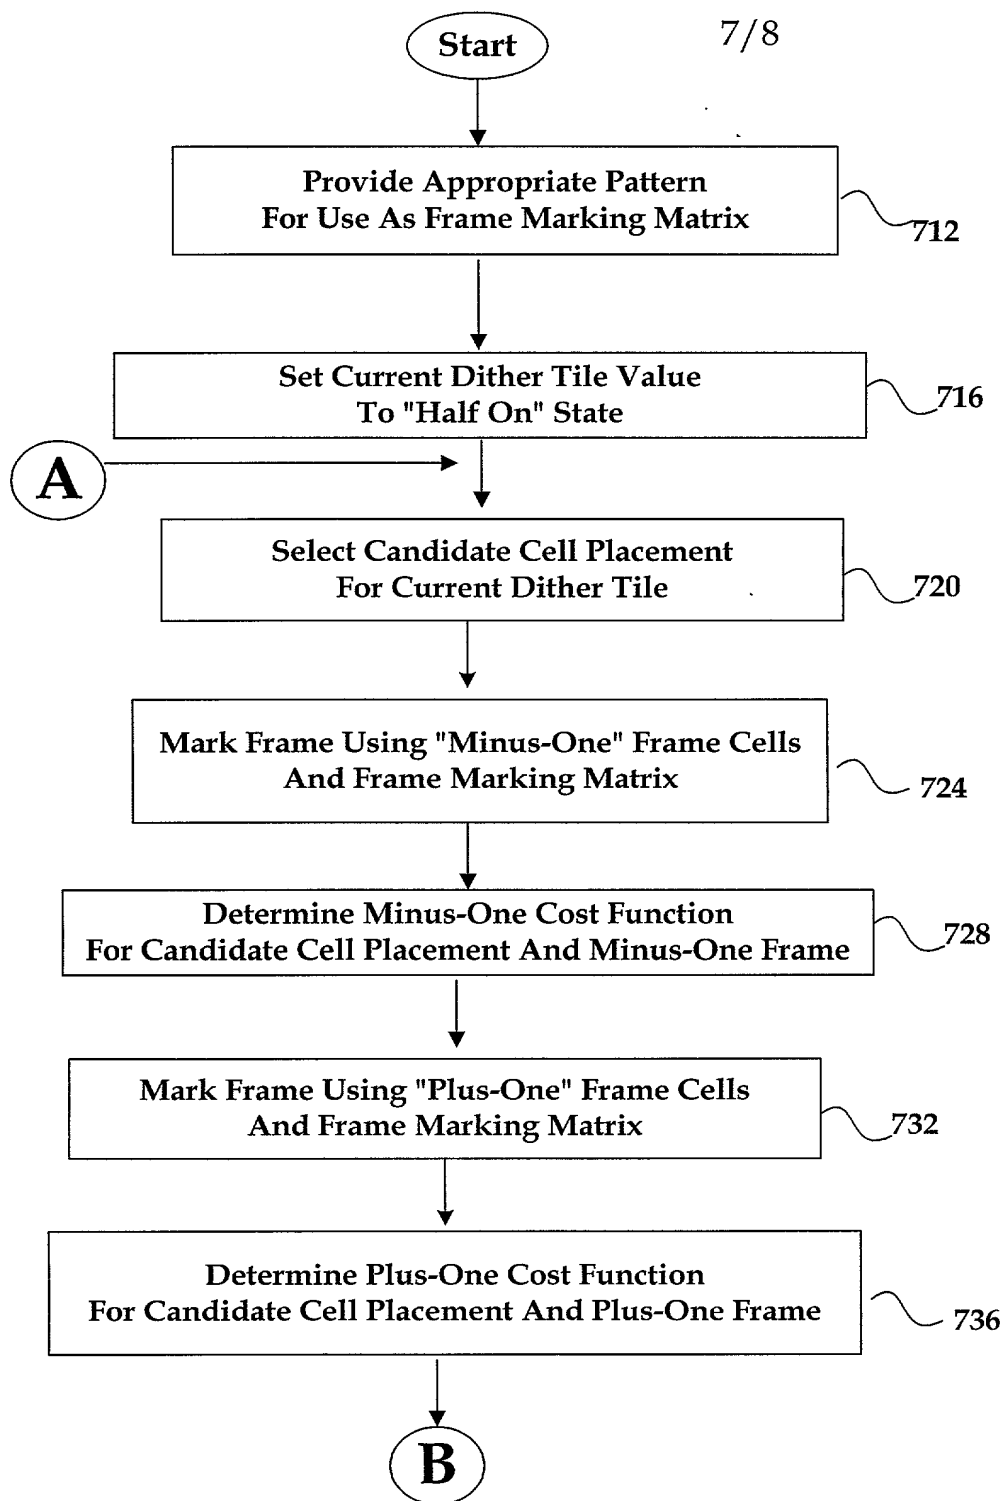 7/8
Start
Provide Appropriate Pattern
For Use As Frame Marking Matrix
712
Set Current Dither Tile Value
To "Half On" State
716
A
Select Candidate Cell Placement
For Current Dither Tile
720
Mark Frame Using "Minus-One" Frame Cells
And Frame Marking Matrix
724
Determine Minus-One Cost Function
For Candidate Cell Placement And Minus-One Frame
728
Mark Frame Using "Plus-One" Frame Cells
And Frame Marking Matrix
732
Determine Plus-One Cost Function
For Candidate Cell Placement And Plus-One Frame
736
B